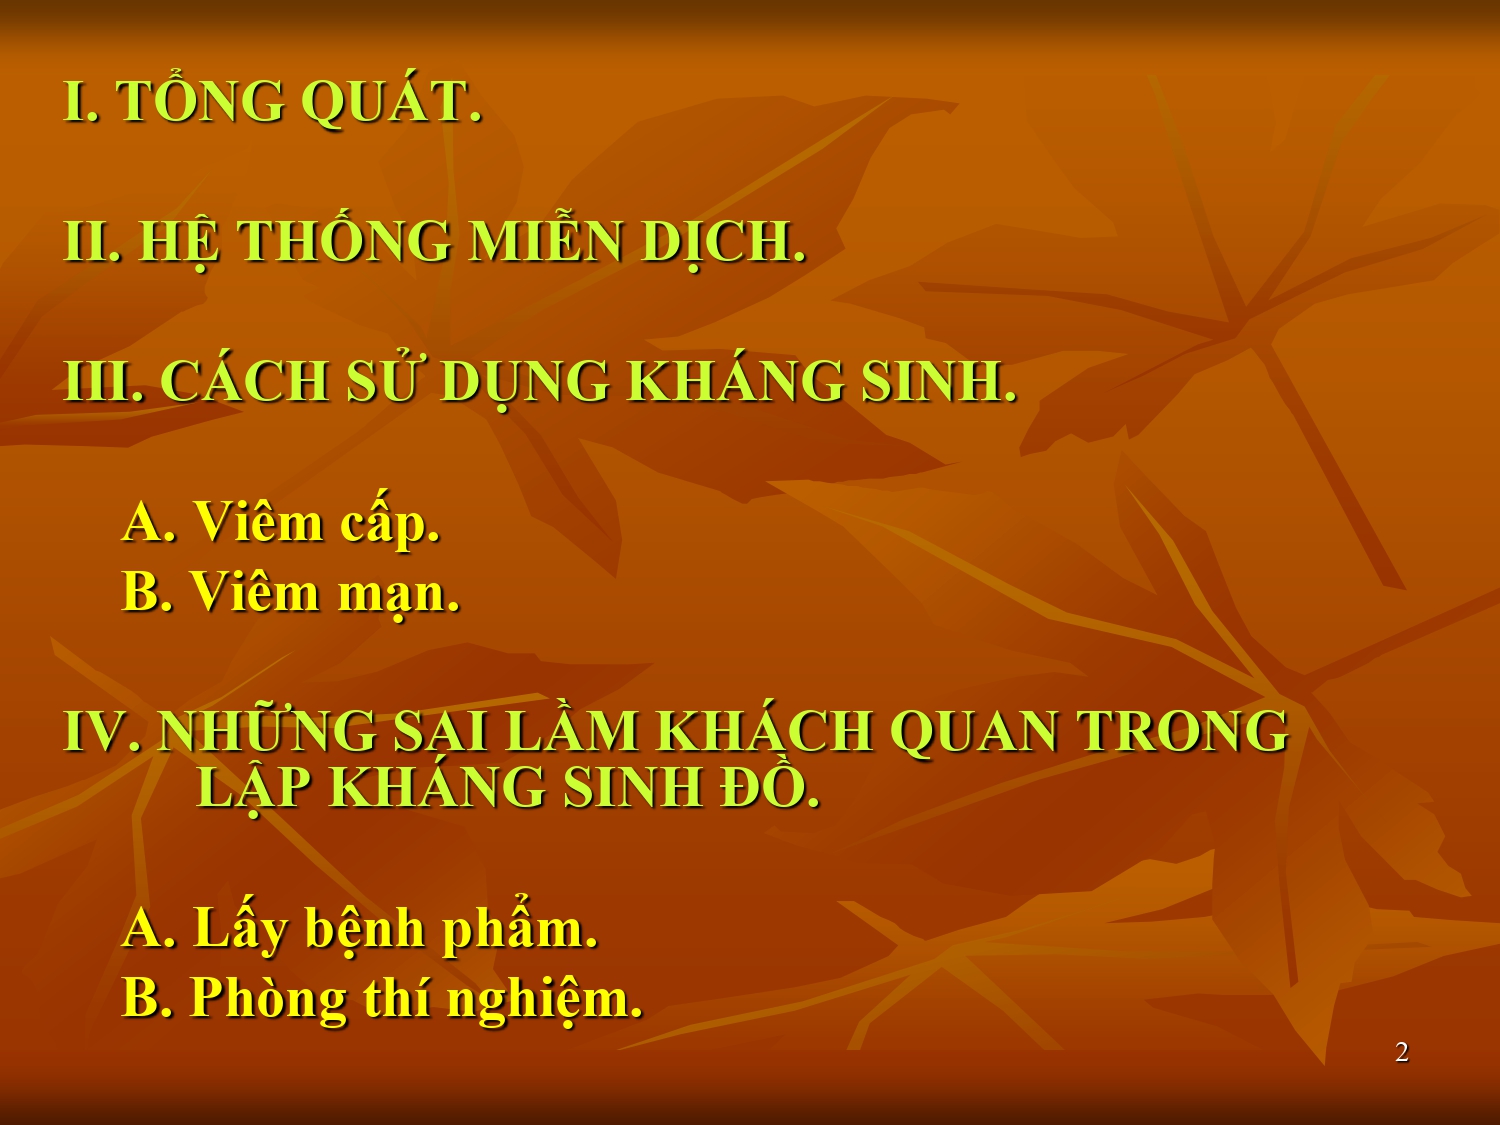 I. TỔNG QUÁT.
II. HỆ THỐNG MIỄN DỊCH.
III. CÁCH SỬ DỤNG KHÁNG SINH.
A. Viêm cấp.
B. Viêm mạn.
IV. NHỮNG SAI LẦM KHÁCH QUAN TRONG
LẬP KHÁNG SINH ĐỒ.
A. Lấy bệnh phẩm.
B. Phòng thí nghiệm.
2